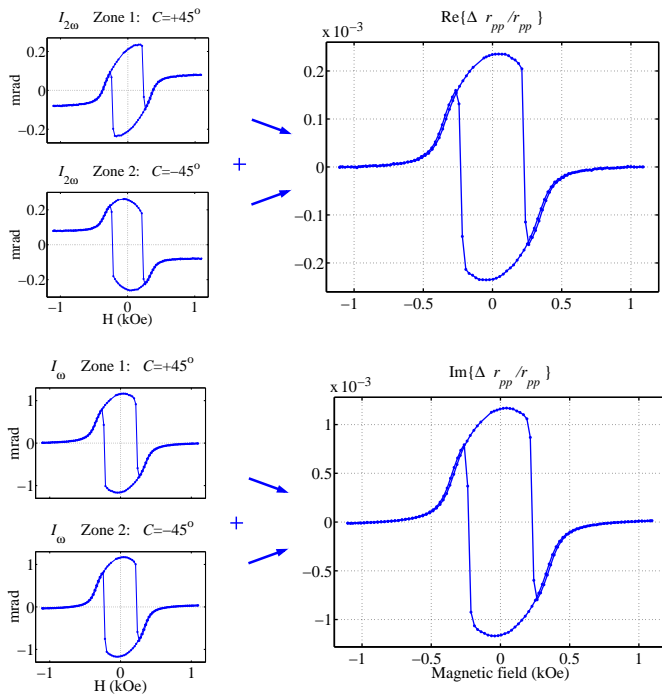 I2ω Zone 1: C=+45o
mrad
0.2
0
−0.2
+
I2ω Zone 2: C=−45o
mrad
0.2
0
−0.2
−1 0 1
H (kOe)
Re{Δ rpp/rpp}
x 10−3
0.2
0.1
0
−0.1
−0.2
−1 −0.5 0 0.5 1
Iω Zone 1: C=+45o
mrad
1
0
−1
+
Iω Zone 2: C=−45o
mrad
1
0
−1
−1 0 1
H (kOe)
Im{Δ rpp/rpp}
x 10−3
1
0.5
0
−0.5
−1
−1 −0.5 0 0.5 1
Magnetic field (kOe)